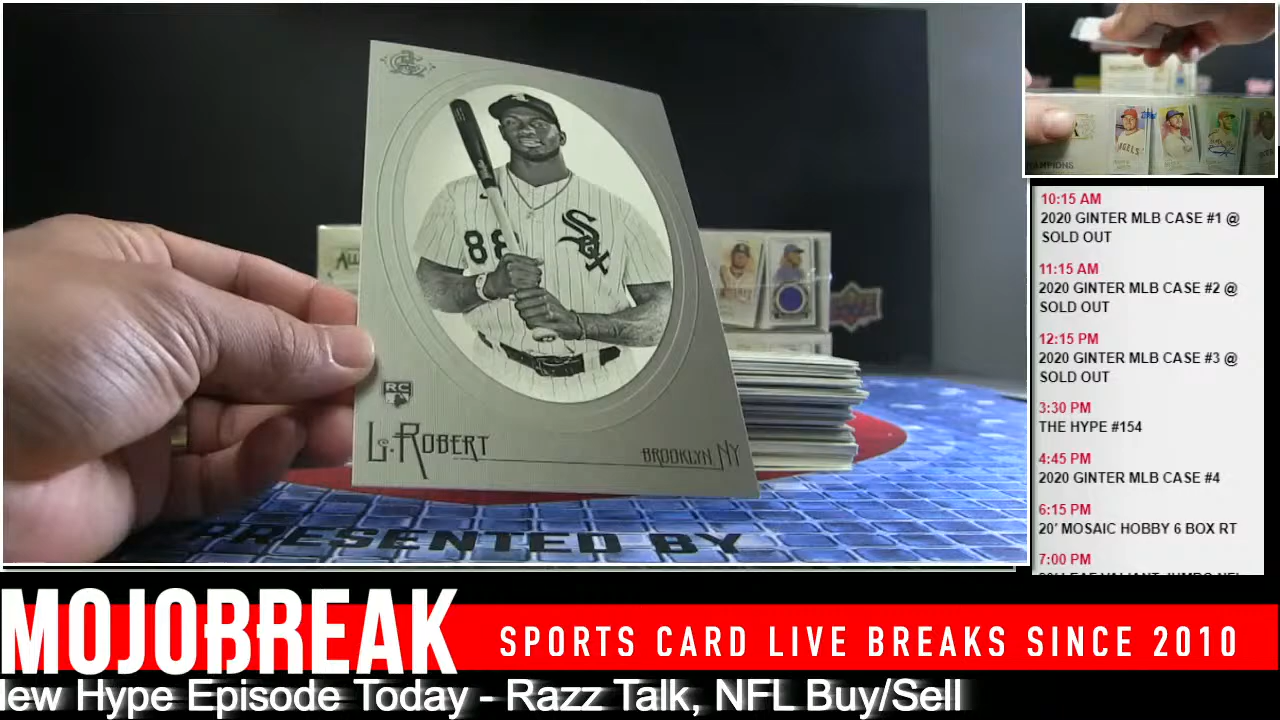 Sox
88
RC
L. ROBERT
BROOKLYN, NY
PRESENTED BY
ANGELS
10:15 AM
2020 GINTER MLB CASE #1 @
SOLD OUT
11:15 AM
2020 GINTER MLB CASE #2 @
SOLD OUT
12:15 PM
2020 GINTER MLB CASE #3 @
SOLD OUT
3:30 PM
THE HYPE #154
4:45 PM
2020 GINTER MLB CASE #4
6:15 PM
20' MOSAIC HOBBY 6 BOX RT
7:00 PM
MOJOBREAK
SPORTS CARD LIVE BREAKS SINCE 2010
New Hype Episode Today - Razz Talk, NFL Buy/Sell